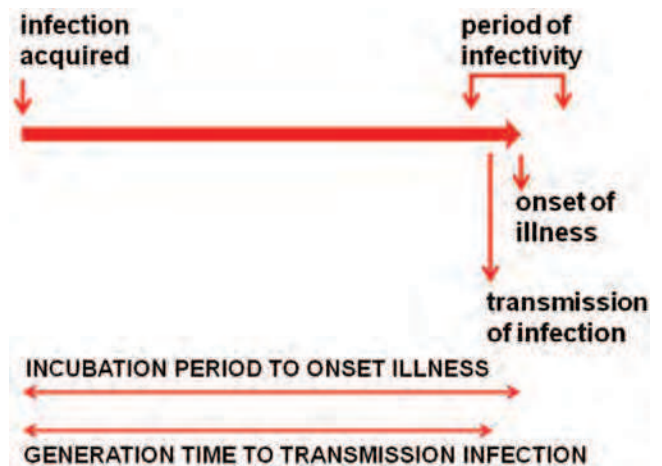 infection
acquired
period of
infectivity
onset of
illness
transmission
of infection
INCUBATION PERIOD TO ONSET ILLNESS
GENERATION TIME TO TRANSMISSION INFECTION